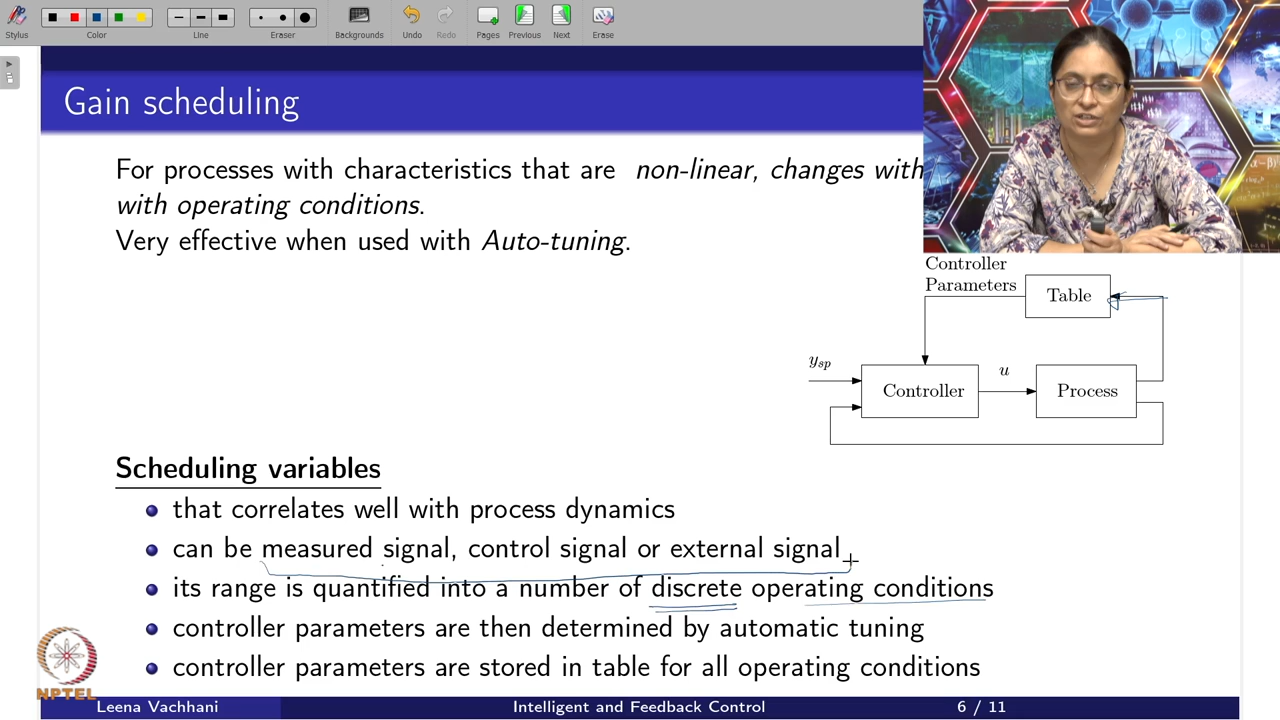 Stylus
Color
Line
Eraser
Backgrounds
Undo
Redo
Pages
Previous
Next
Erase
Gain scheduling
For processes with characteristics that are non-linear, changes with
with operating conditions.
Very effective when used with Auto-tuning.
Controller
Parameters
Table
ysp
Controller
u
Process
Scheduling variables
that correlates well with process dynamics
can be measured signal, control signal or external signal
its range is quantified into a number of discrete operating conditions
controller parameters are then determined by automatic tuning
controller parameters are stored in table for all operating conditions
NPTEL
Leena Vachhani
Intelligent and Feedback Control
6 / 11